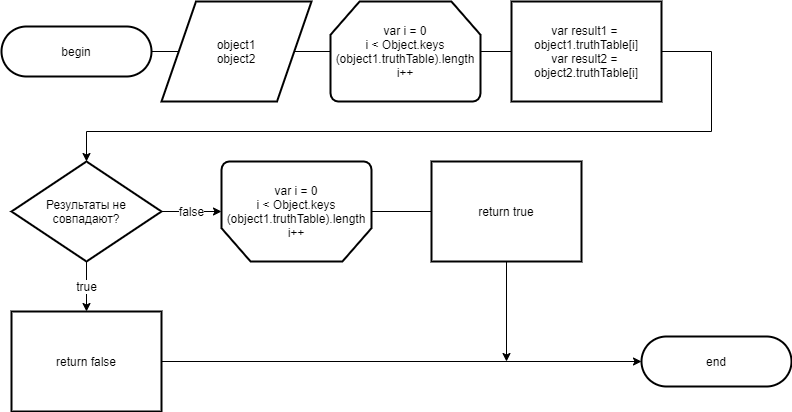 begin
object1
object2
var i = 0
i < Object.keys
(object1.truthTable).length
i++
var result1 =
object1.truthTable[i]
var result2 =
object2.truthTable[i]
Результаты не
совпадают?
false
var i = 0
i < Object.keys
(object1.truthTable).length
i++
return true
true
return false
end